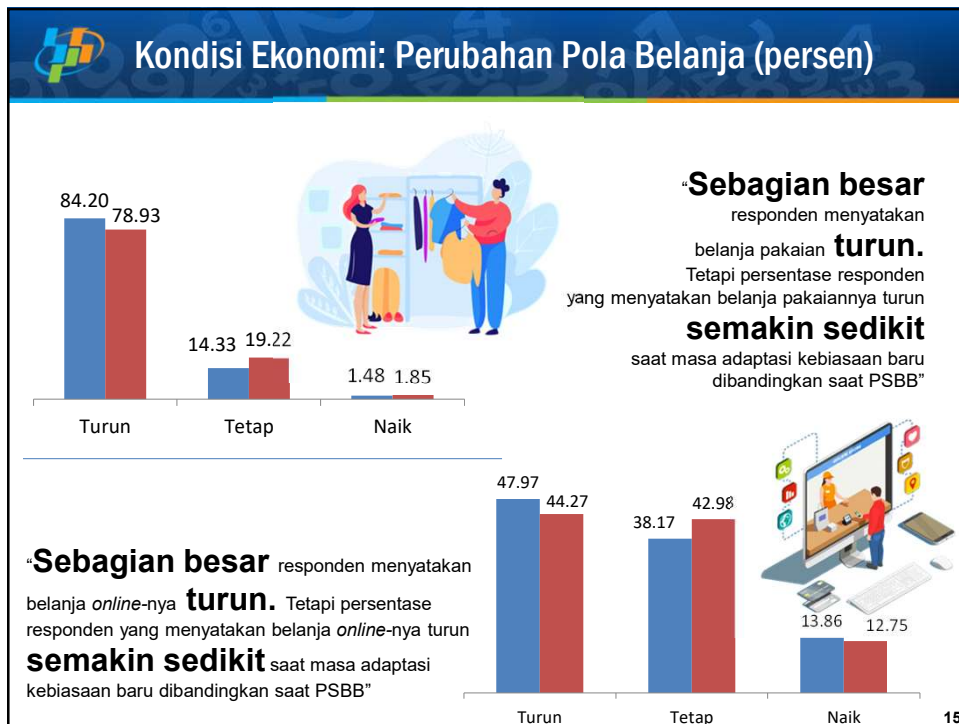 Kondisi Ekonomi: Perubahan Pola Belanja (persen)
84.20
78.93
14.33
19.22
1.48
1.85
Turun
Tetap
Naik
“Sebagian besar
responden menyatakan
belanja pakaian turun.
Tetapi persentase responden
yang menyatakan belanja pakaiannya turun
semakin sedikit
saat masa adaptasi kebiasaan baru
dibandingkan saat PSBB”
“Sebagian besar responden menyatakan
belanja online-nya turun. Tetapi persentase
responden yang menyatakan belanja online-nya turun
semakin sedikit saat masa adaptasi
kebiasaan baru dibandingkan saat PSBB”
47.97
44.27
38.17
42.98
13.86
12.75
Turun
Tetap
Naik
15